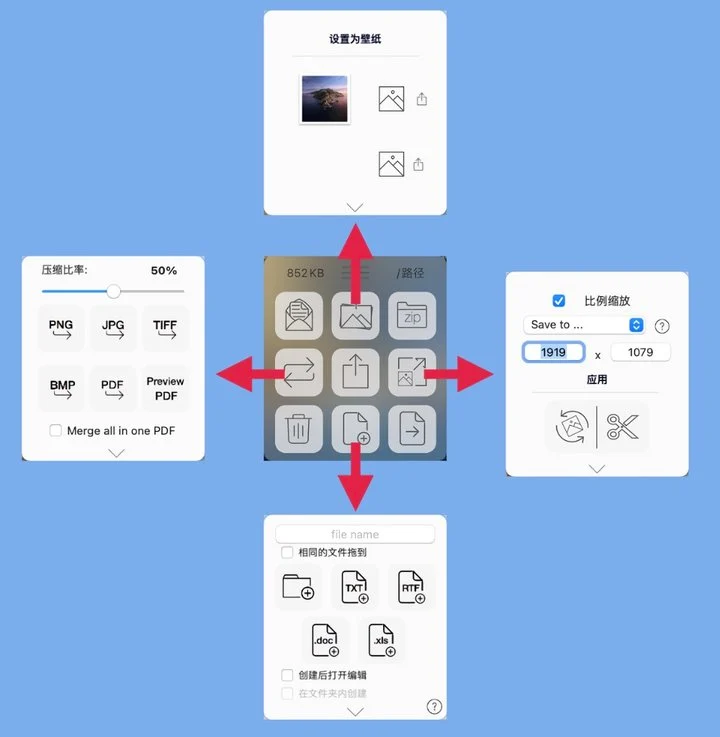 设置为壁纸
压缩比率: 50%
PNG JPG TIFF
BMP PDF Preview PDF
Merge all in one PDF
852KB /路径
zip
比例缩放
Save to ... ?
1919 x 1079
应用
file name
相同的文件拖到
TXT RTF
.doc .xls
创建后打开编辑
在文件夹内创建
?